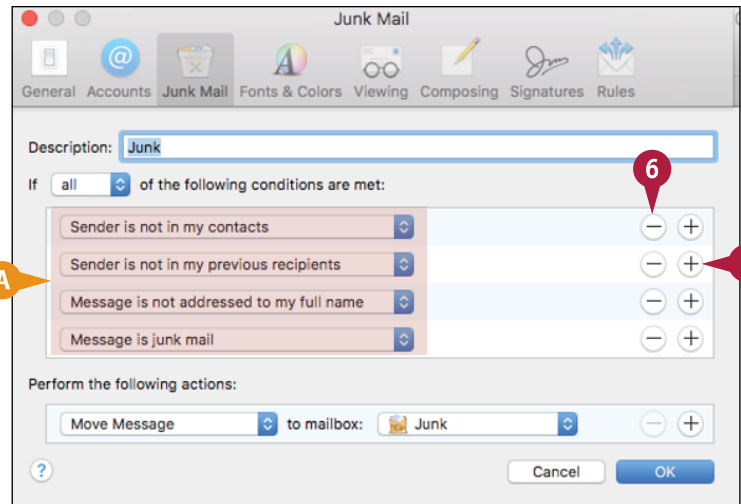 Junk Mail
General Accounts Junk Mail Fonts & Colors Viewing Composing Signatures Rules
Description: Junk
If all of the following conditions are met:
6
Sender is not in my contacts
Sender is not in my previous recipients
A
Message is not addressed to my full name
Message is junk mail
Perform the following actions:
Move Message to mailbox: Junk
? Cancel OK